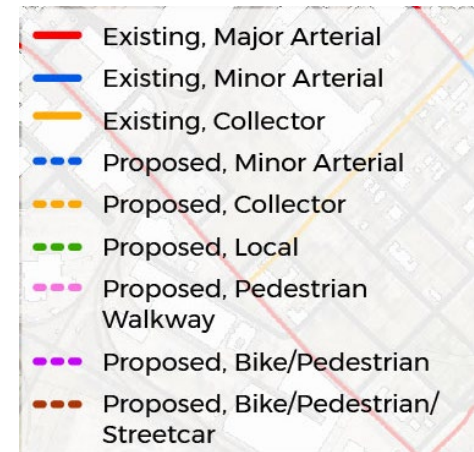 Existing, Major Arterial
Existing, Minor Arterial
Existing, Collector
Proposed, Minor Arterial
Proposed, Collector
Proposed, Local
Proposed, Pedestrian
Walkway
Proposed, Bike/Pedestrian
Proposed, Bike/Pedestrian/
Streetcar